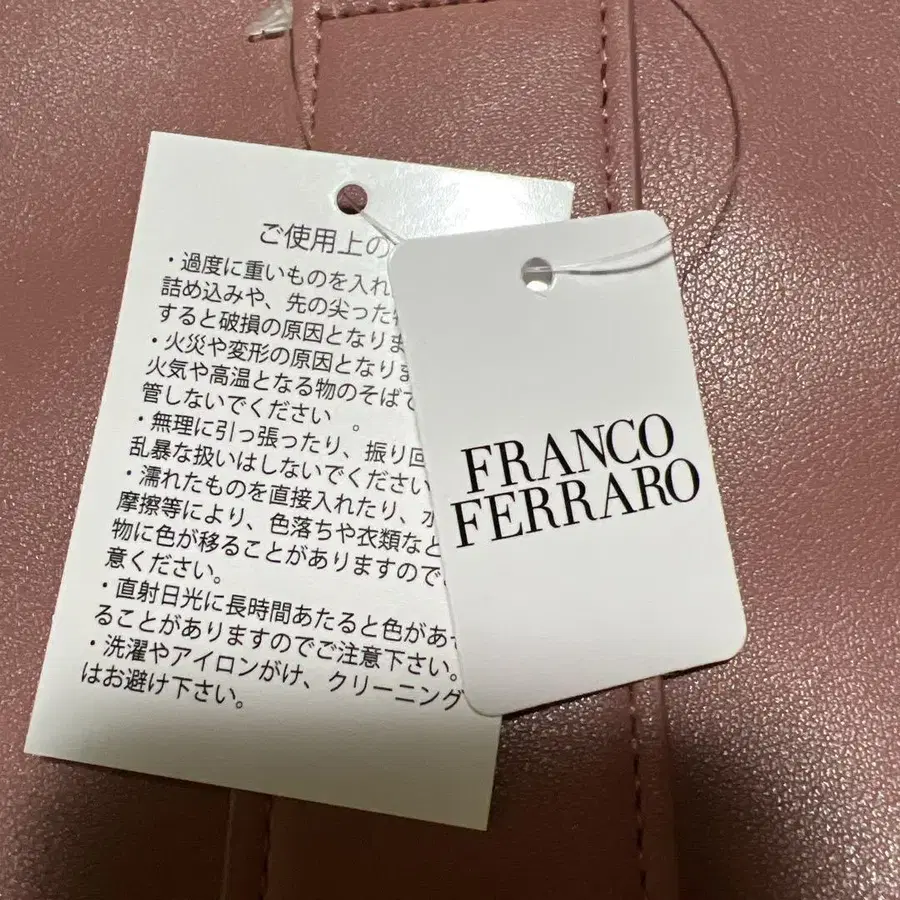 ご使用上の
・過度に重いものを入れ
詰め込みや、先の尖った
すると破損の原因となりま
・火災や変形の原因となりま
火気や高温となる物のそばで
管しないでください 。
・無理に引っ張ったり、振り回
乱暴な扱いはしないでください
・濡れたものを直接入れたり、水
摩擦等により、色落ちや衣類など
物に色が移ることがありますので
意ください。
・直射日光に長時間あたると色があせ
ることがありますのでご注意下さい。
・洗濯やアイロンがけ、クリーニング
はお避け下さい。
FRANCO
FERRARO